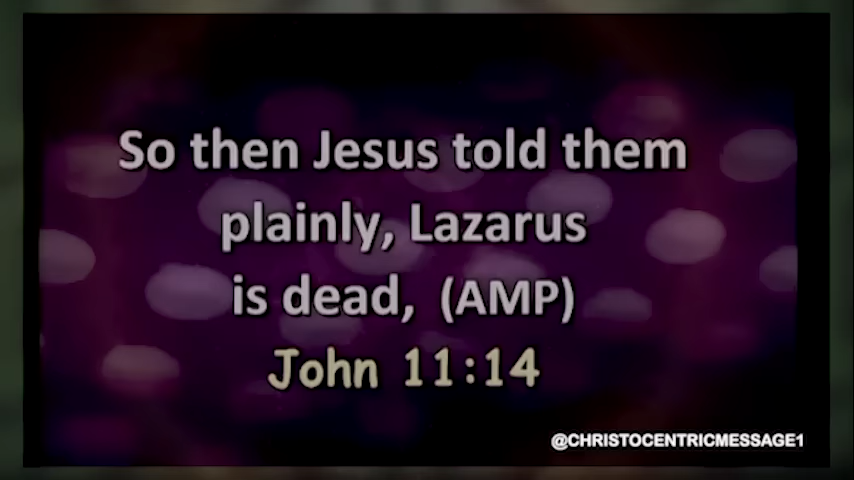 So then Jesus told them
plainly, Lazarus
is dead, (AMP)
John 11:14
@CHRISTOCENTRICMESSAGE1